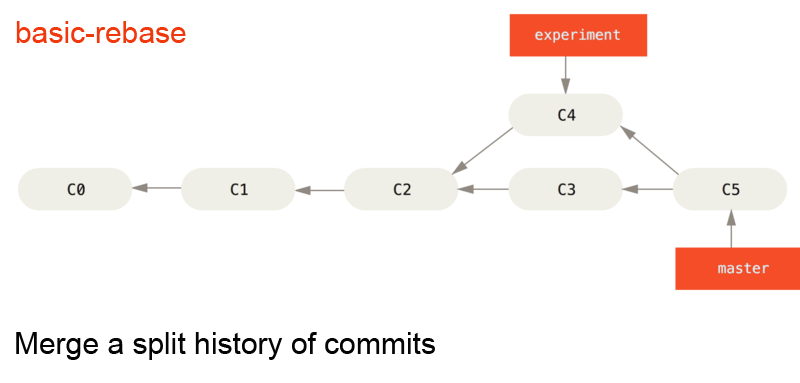 basic-rebase
experiment
C4
C0
C1
C2
C3
C5
master
Merge a split history of commits